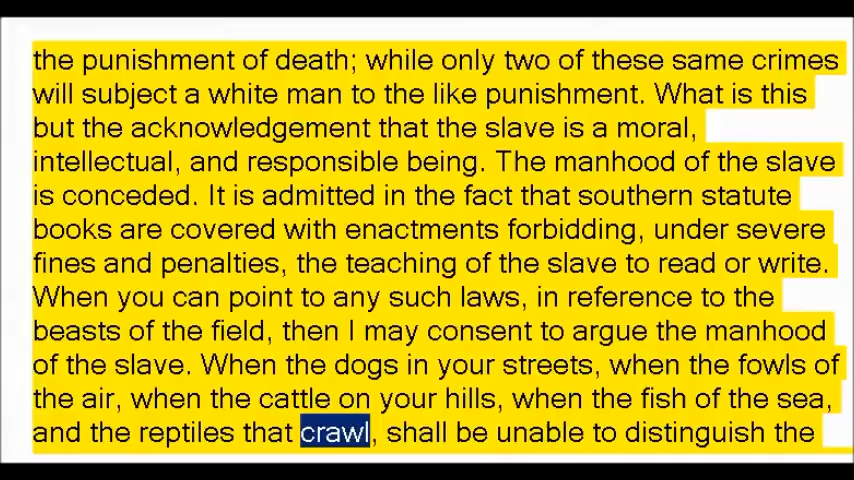 the punishment of death; while only two of these same crimes
will subject a white man to the like punishment. What is this
but the acknowledgement that the slave is a moral,
intellectual, and responsible being. The manhood of the slave
is conceded. It is admitted in the fact that southern statute
books are covered with enactments forbidding, under severe
fines and penalties, the teaching of the slave to read or write.
When you can point to any such laws, in reference to the
beasts of the field, then I may consent to argue the manhood
of the slave. When the dogs in your streets, when the fowls of
the air, when the cattle on your hills, when the fish of the sea,
and the reptiles that crawl, shall be unable to distinguish the